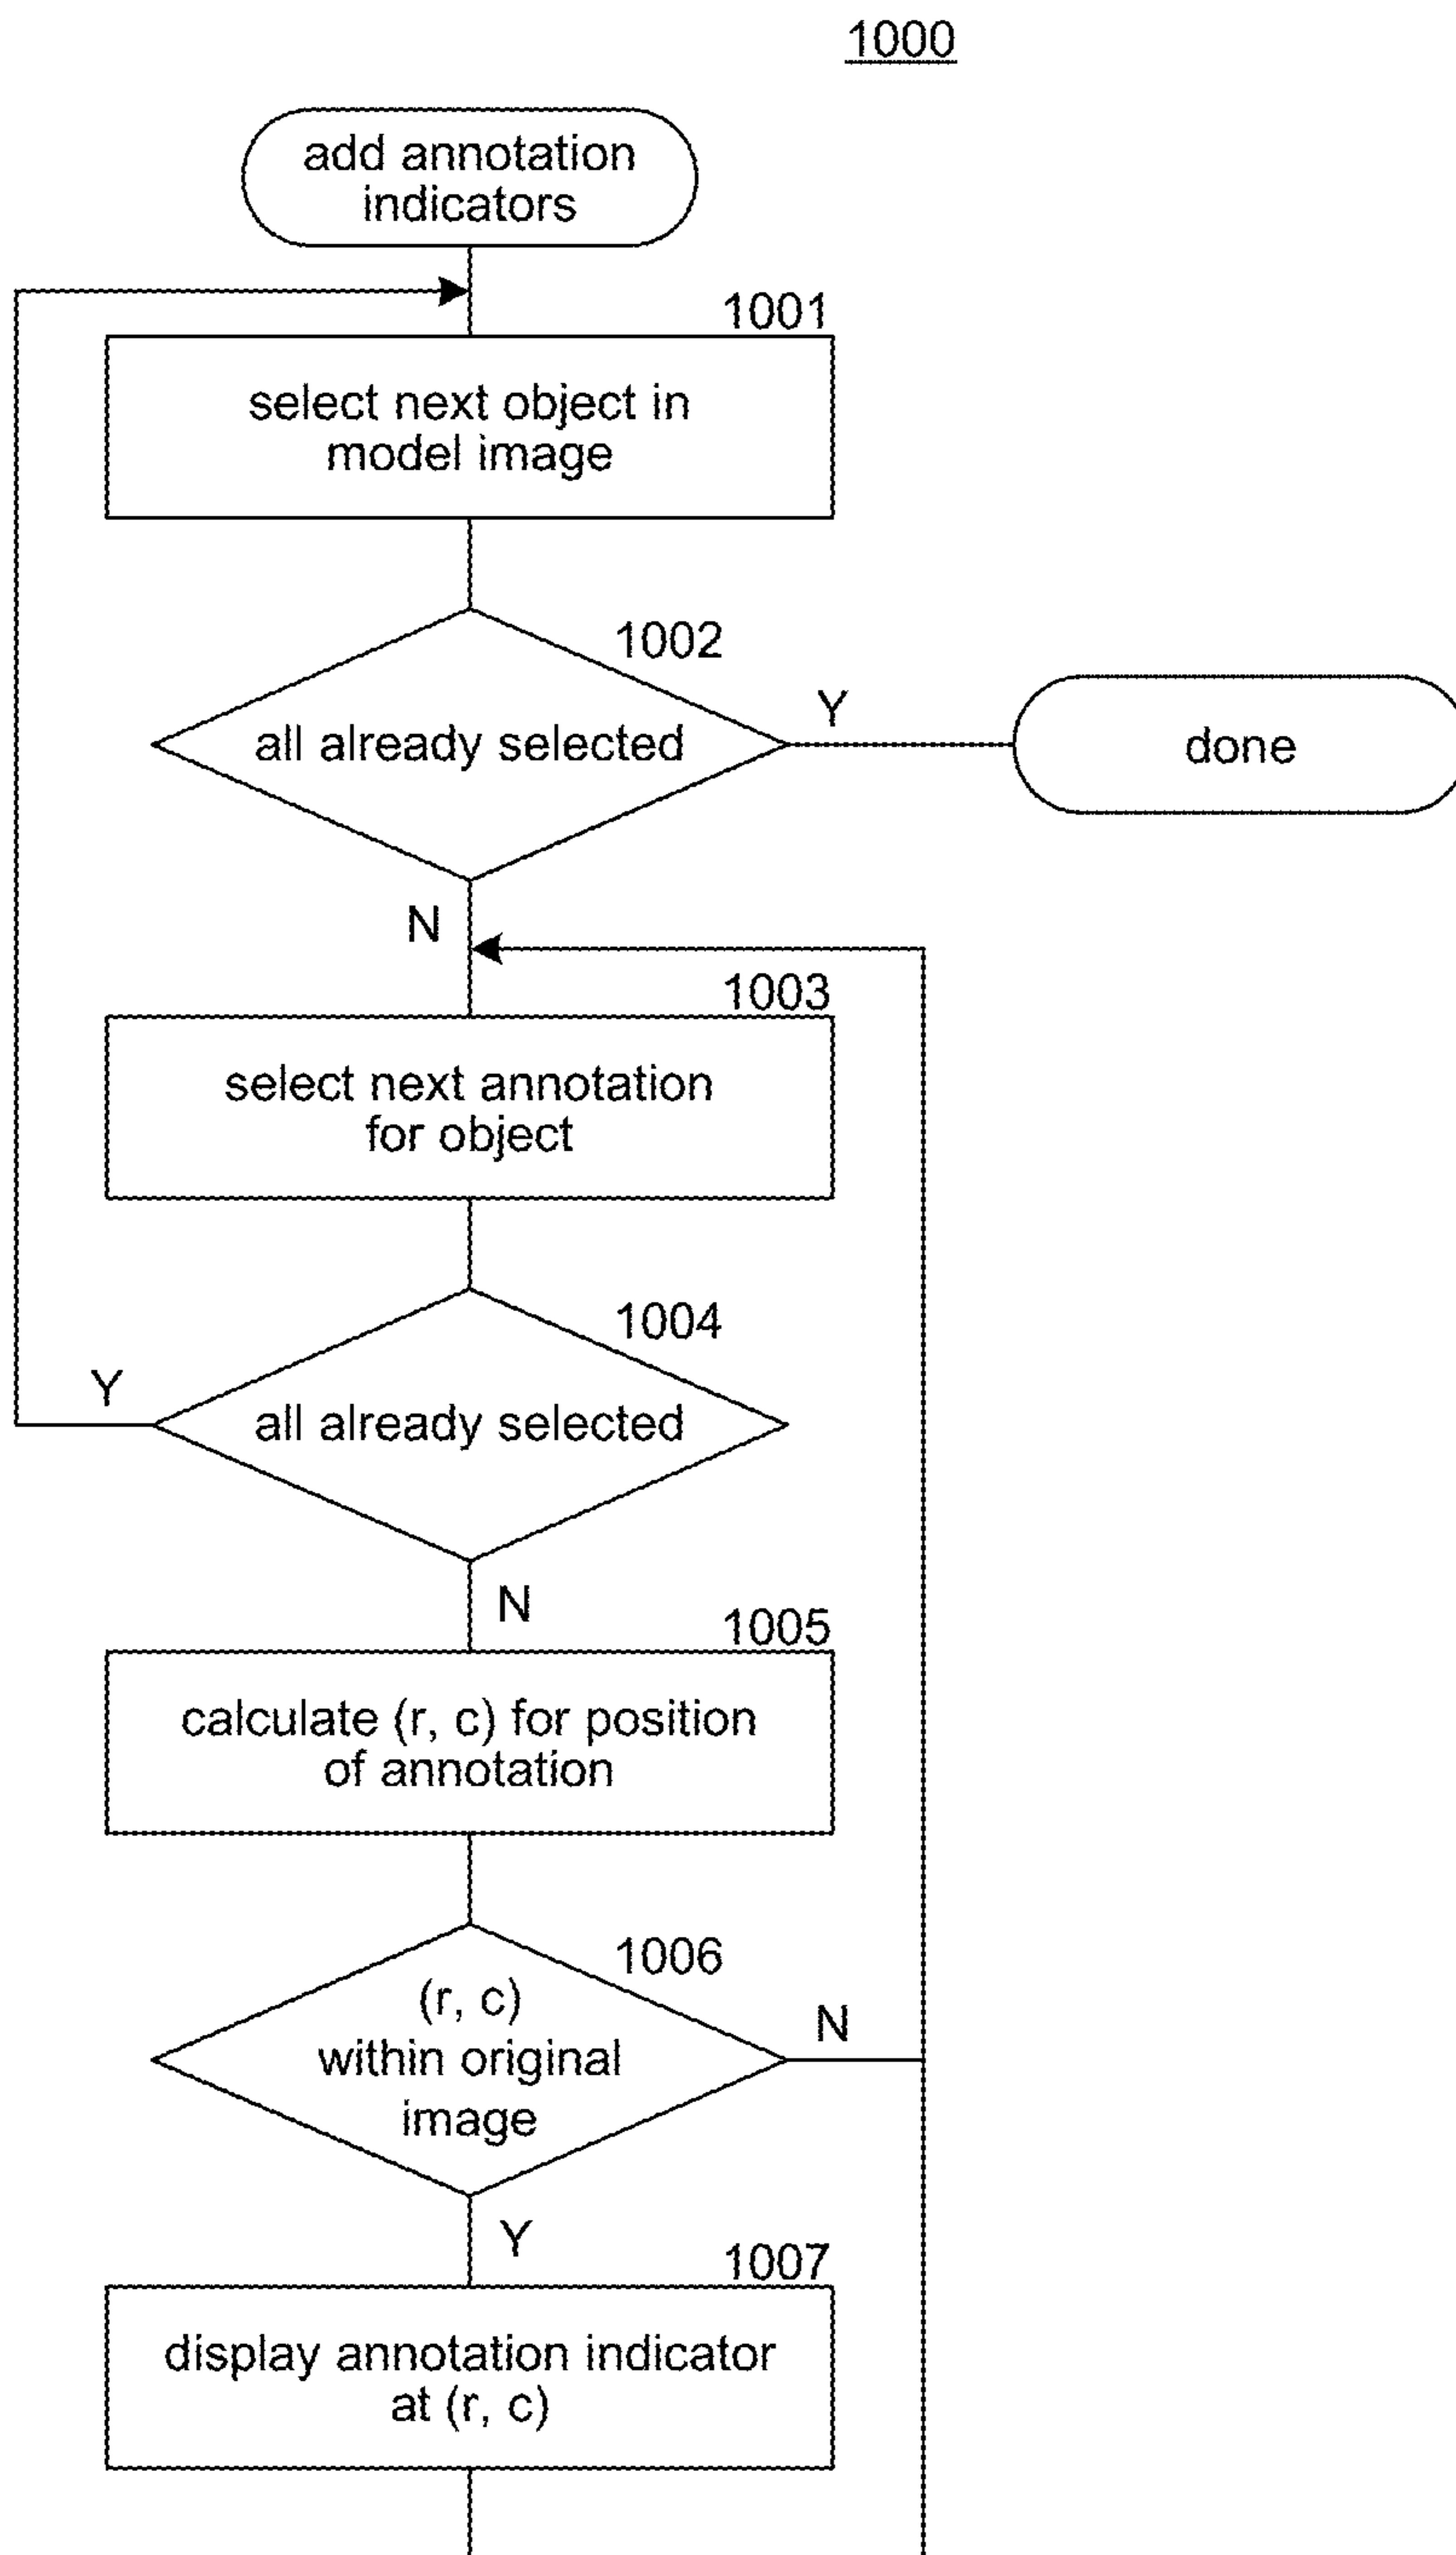 1000
add annotation
indicators
1001
select next object in
model image
1002
all already selected
Y
done
N
1003
select next annotation
for object
1004
Y
all already selected
N
1005
calculate (r, c) for position
of annotation
1006
(r, c)
within original
image
N
Y
1007
display annotation indicator
at (r, c)